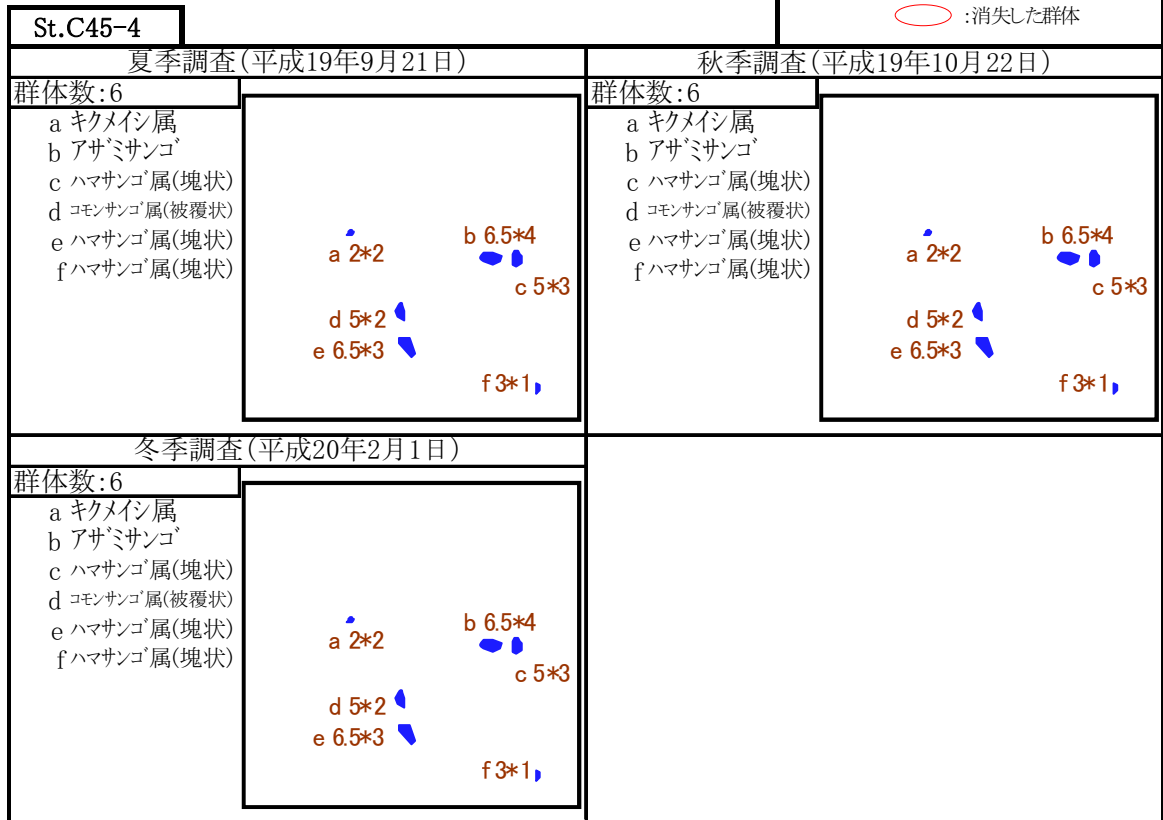 St.C45-4
:消失した群体
夏季調査(平成19年9月21日)
群体数:6
a キクメイシ属
b アザミサンゴ
c ハマサンゴ属(塊状)
d コモンサンゴ属(被覆状)
e ハマサンゴ属(塊状)
f ハマサンゴ属(塊状)
a 2*2
b 6.5*4
c 5*3
d 5*2
e 6.5*3
f 3*1
秋季調査(平成19年10月22日)
群体数:6
a キクメイシ属
b アザミサンゴ
c ハマサンゴ属(塊状)
d コモンサンゴ属(被覆状)
e ハマサンゴ属(塊状)
f ハマサンゴ属(塊状)
a 2*2
b 6.5*4
c 5*3
d 5*2
e 6.5*3
f 3*1
冬季調査(平成20年2月1日)
群体数:6
a キクメイシ属
b アザミサンゴ
c ハマサンゴ属(塊状)
d コモンサンゴ属(被覆状)
e ハマサンゴ属(塊状)
f ハマサンゴ属(塊状)
a 2*2
b 6.5*4
c 5*3
d 5*2
e 6.5*3
f 3*1